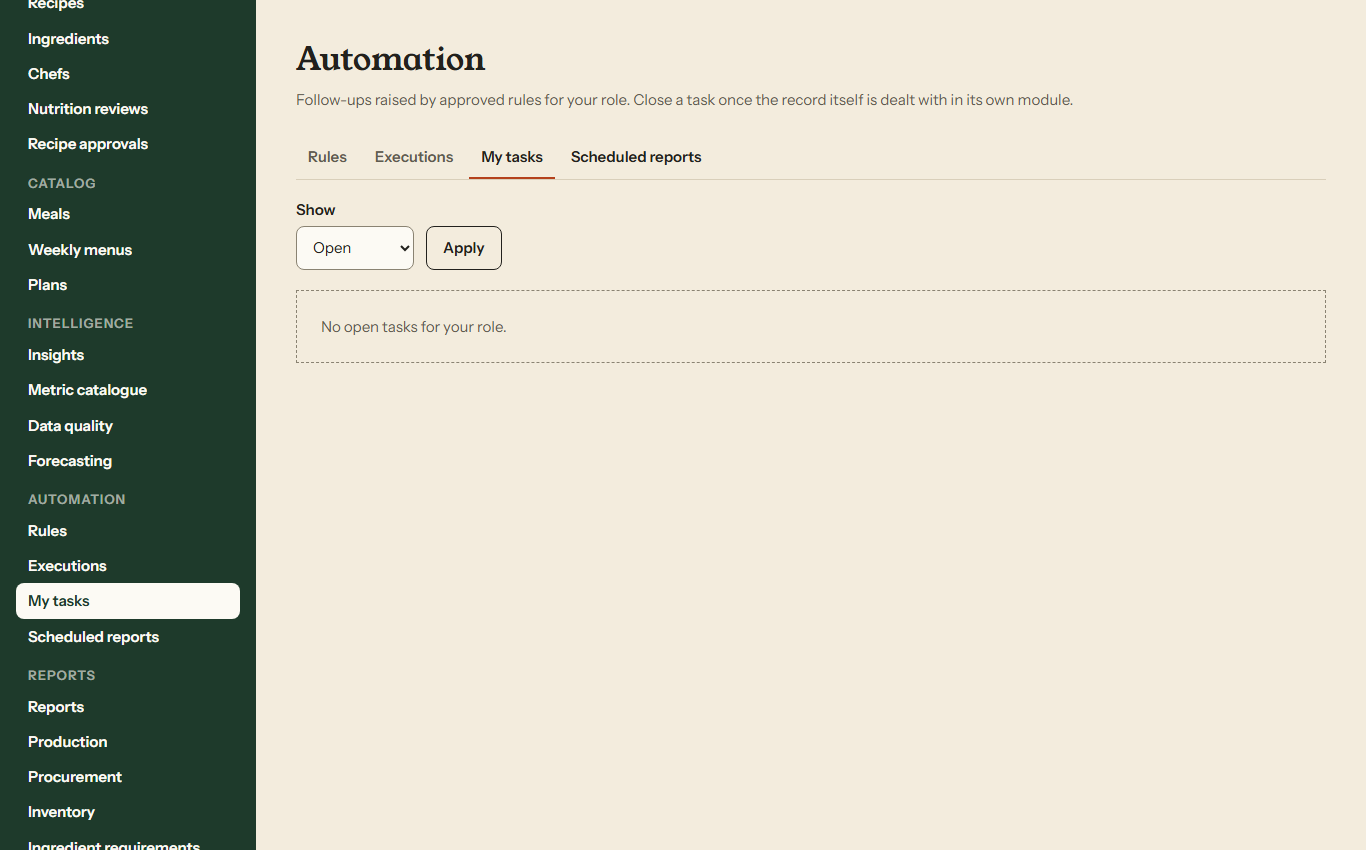 Recipes
Ingredients
Chefs
Nutrition reviews
Recipe approvals
CATALOG
Meals
Weekly menus
Plans
INTELLIGENCE
Insights
Metric catalogue
Data quality
Forecasting
AUTOMATION
Rules
Executions
My tasks
Scheduled reports
REPORTS
Reports
Production
Procurement
Inventory
Ingredient requirements
Automation
Follow-ups raised by approved rules for your role. Close a task once the record itself is dealt with in its own module.
Rules Executions My tasks Scheduled reports
Show
Open Apply
No open tasks for your role.